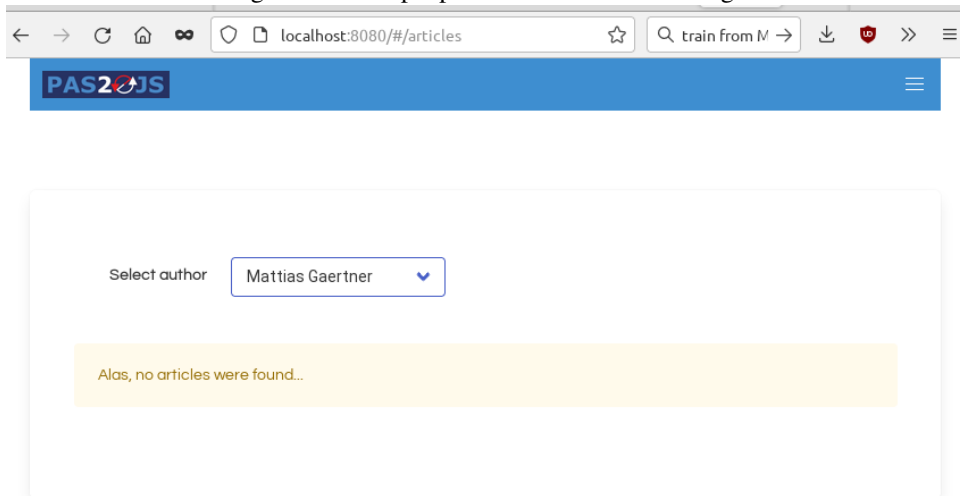 localhost:8080/#/articles
train from M
PAS2JS
Select author
Mattias Gaertner
Alas, no articles were found...